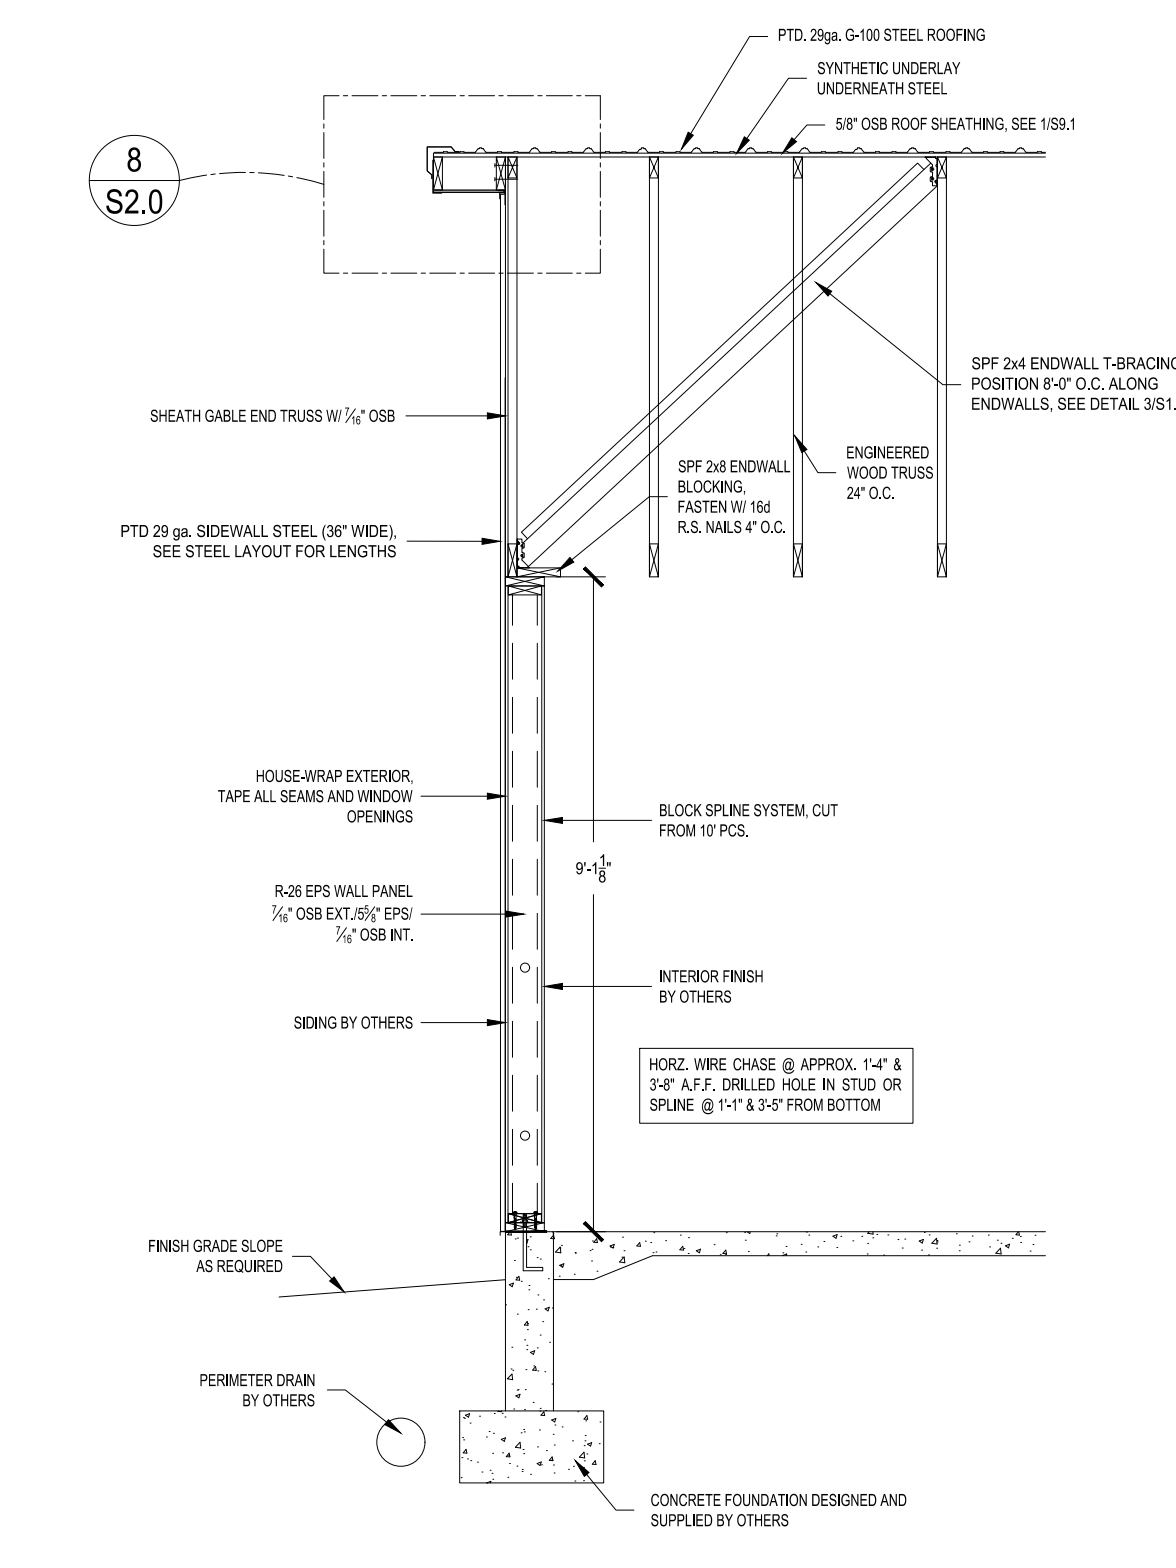 PTD. 29ga. G-100 STEEL ROOFING
SYNTHETIC UNDERLAY
UNDERNEATH STEEL
5/8" OSB ROOF SHEATHING, SEE 1/S9.1
8
S2.0
SPF 2x4 ENDWALL T-BRACING
POSITION 8'-0" O.C. ALONG
ENDWALLS, SEE DETAIL 3/S1.
SHEATH GABLE END TRUSS W/ 7/16" OSB
ENGINEERED
WOOD TRUSS
24" O.C.
SPF 2x8 ENDWALL
BLOCKING,
FASTEN W/ 16d
R.S. NAILS 4" O.C.
PTD 29 ga. SIDEWALL STEEL (36" WIDE),
SEE STEEL LAYOUT FOR LENGTHS
HOUSE-WRAP EXTERIOR,
TAPE ALL SEAMS AND WINDOW
OPENINGS
BLOCK SPLINE SYSTEM, CUT
FROM 10' PCS.
9'-1 1/8"
R-26 EPS WALL PANEL
7/16" OSB EXT./5 5/8" EPS/
7/16" OSB INT.
INTERIOR FINISH
BY OTHERS
SIDING BY OTHERS
HORZ. WIRE CHASE @ APPROX. 1'-4" &
3'-8" A.F.F. DRILLED HOLE IN STUD OR
SPLINE @ 1'-1" & 3'-5" FROM BOTTOM
FINISH GRADE SLOPE
AS REQUIRED
PERIMETER DRAIN
BY OTHERS
CONCRETE FOUNDATION DESIGNED AND
SUPPLIED BY OTHERS